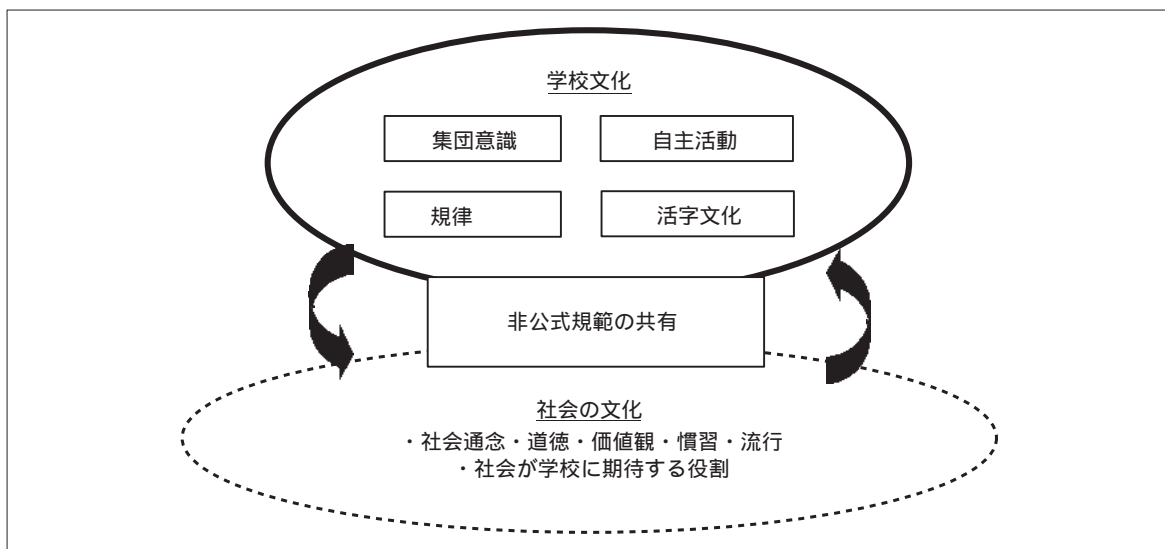 学校文化
集団意識
自主活動
規律
活字文化
非公式規範の共有
社会の文化
・社会通念・道徳・価値観・慣習・流行
・社会が学校に期待する役割